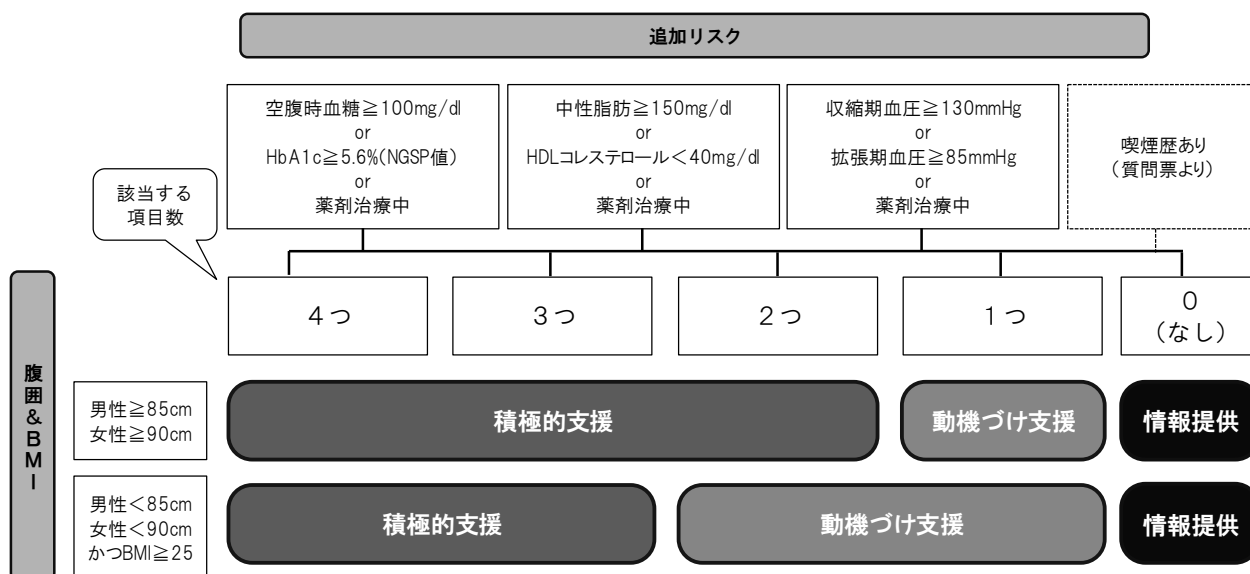 追加リスク
空腹時血糖≧100mg/dl
or
HbA1c≧5.6%(NGSP値)
or
薬剤治療中
中性脂肪≧150mg/dl
or
HDLコレステロール<40mg/dl
or
薬剤治療中
収縮期血圧≧130mmHg
or
拡張期血圧≧85mmHg
or
薬剤治療中
喫煙歴あり
(質問票より)
該当する
項目数
4つ
3つ
2つ
1つ
0
(なし)
腹囲&BMI
男性≧85cm
女性≧90cm
積極的支援
動機づけ支援
情報提供
男性<85cm
女性<90cm
かつBMI≧25
積極的支援
動機づけ支援
情報提供